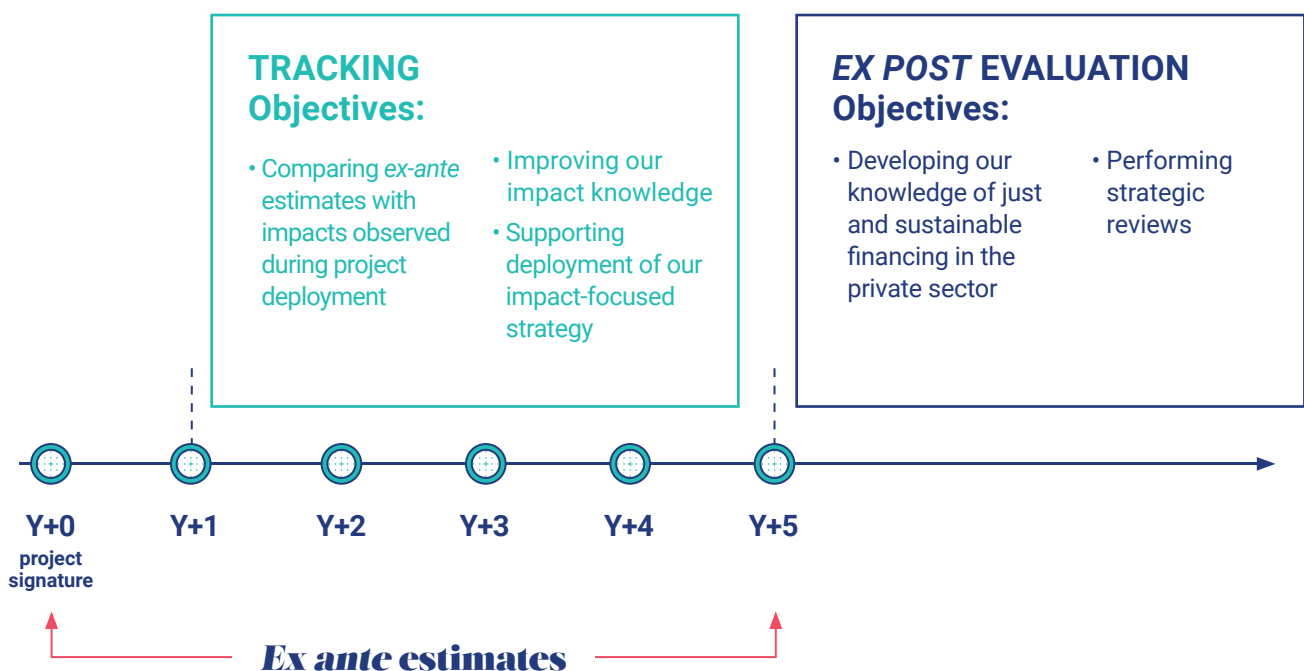 TRACKING
Objectives:
• Comparing ex-ante
estimates with
impacts observed
during project
deployment
• Improving our
impact knowledge
• Supporting
deployment of our
impact-focused
strategy
EX POST EVALUATION
Objectives:
• Developing our
knowledge of just
and sustainable
financing in the
private sector
• Performing
strategic
reviews
Y+0
project
signature
Y+1
Y+2
Y+3
Y+4
Y+5
Ex ante estimates